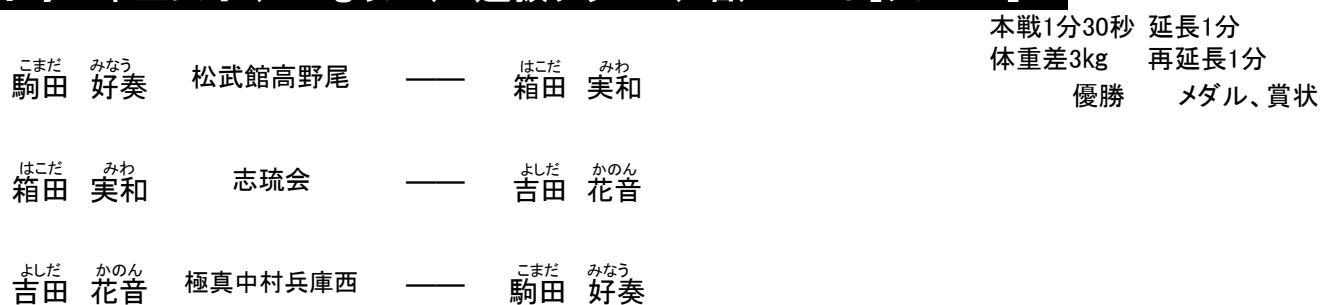 本戦1分30秒 延長1分
体重差3kg 再延長1分
優勝 メダル、賞状
こまだ みなう はこだ みわ
駒田 好奏 松武館高野尾 ―― 箱田 実和
はこだ みわ よしだ かのん
箱田 実和 志琉会 ―― 吉田 花音
よしだ かのん こまだ みなう
吉田 花音 極真中村兵庫西 ―― 駒田 好奏